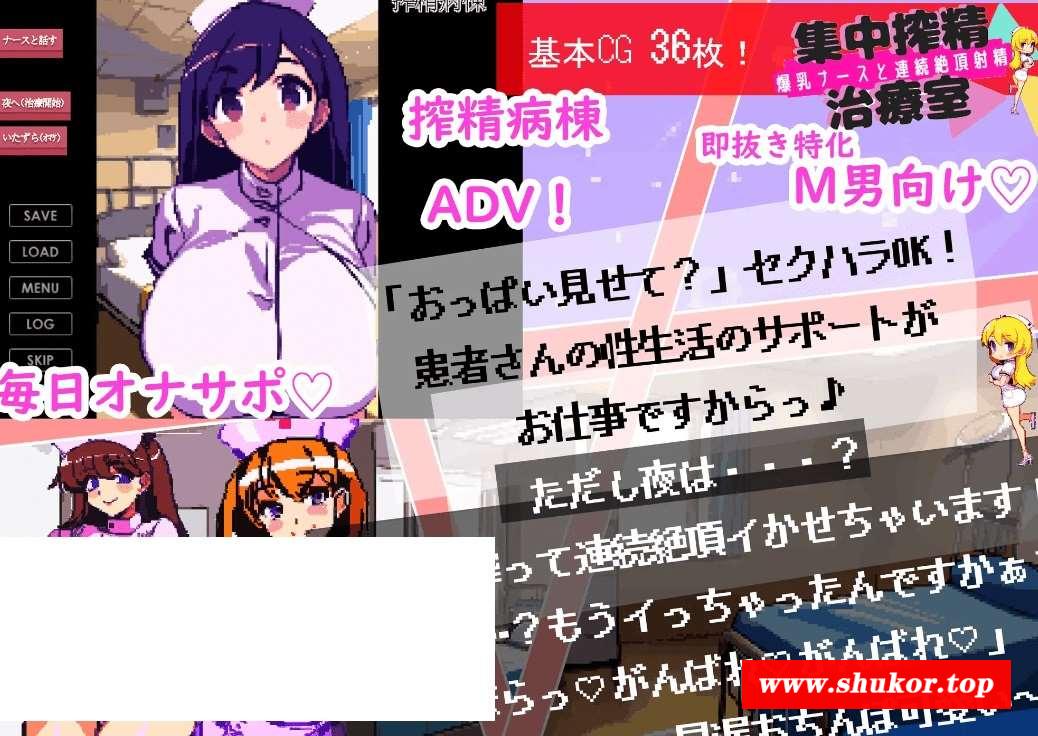 搾精病棟
ナースと話す
夜へ(治療開始)
いたずら(オサワリ)
SAVE
LOAD
MENU
LOG
SKIP
基本CG 36枚！
集中搾精
爆乳ナースと連続絶頂射精
治療室
搾精病棟
ADV！
即抜き特化
M男向け♡
「おっぱい見せて？」セクハラOK！
患者さんの性生活のサポートが
お仕事ですからっ♪
毎日オナサポ♡
ただし夜は・・・？
って連続絶頂イかせちゃいます！
？もうイっちゃったんですかぁ
らっ♡がんばれ♡がんばれ♡」
www.shukor.top